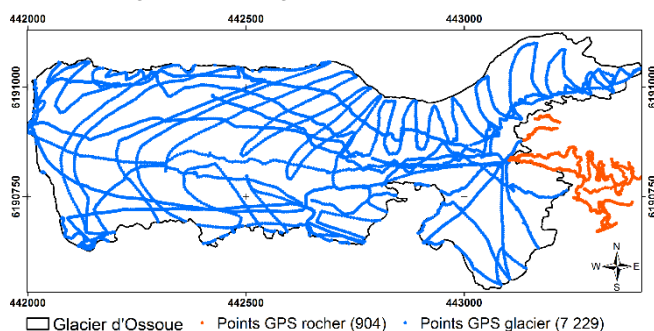 442000 442500 443000
6191000 6191000
6190750 6190750
N
W E
S
442000 442500 443000
Glacier d'Ossoue Points GPS rocher (904) Points GPS glacier (7 229)